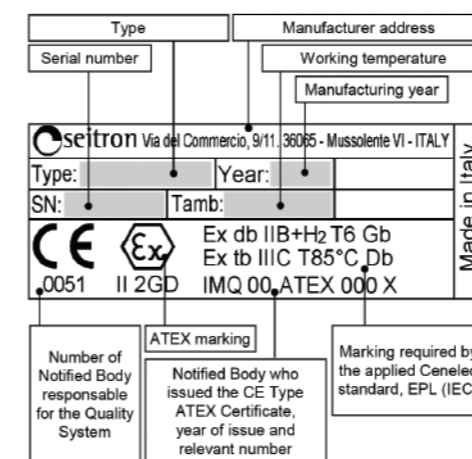 Type
Manufacturer address
Serial number
Working temperature
Manufacturing year
seitron Via del Commercio, 9/11. 36065 - Mussolente VI - ITALY
Type:
Year:
SN:
Tamb:
Made in Italy
CE
Ex
Ex db IIB+H2 T6 Gb
Ex tb IIIC T85°C Db
0051
II 2GD
IMQ 00 ATEX 000 X
ATEX marking
Number of
Notified Body
responsable
for the Quality
System
Notified Body who
issued the CE Type
ATEX Certificate,
year of issue and
relevant number
Marking required by
the applied Cenelec
standard, EPL (IEC